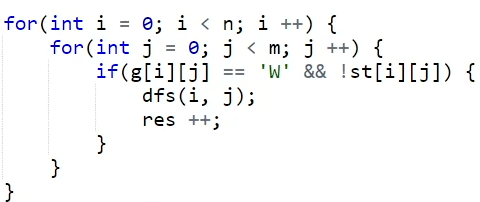 for(int i = 0; i < n; i ++) {
    for(int j = 0; j < m; j ++) {
        if(g[i][j] == 'W' && !st[i][j]) {
            dfs(i, j);
            res ++;
        }
    }
}